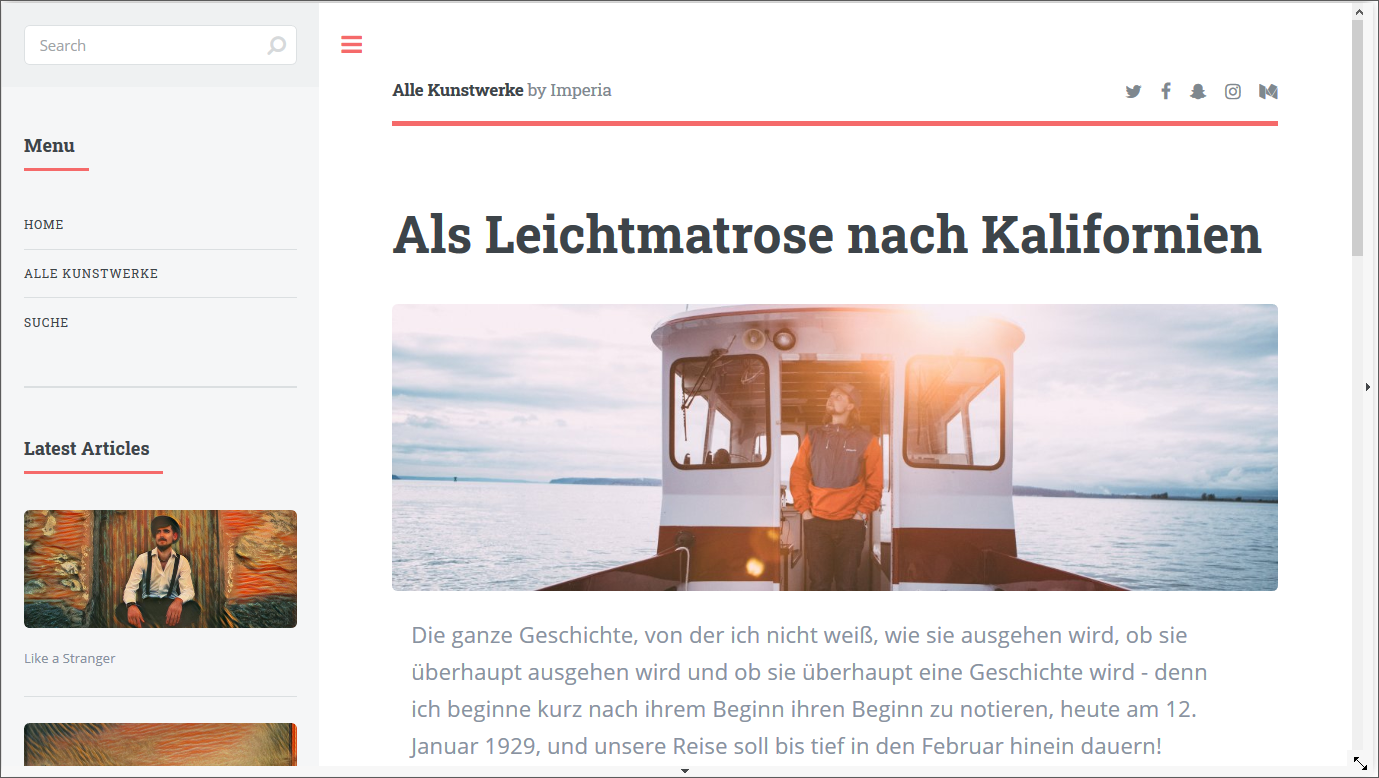 Search
Menu
HOME
ALLE KUNSTWERKE
SUCHE
Latest Articles
Like a Stranger
Alle Kunstwerke by Imperia
Als Leichtmatrose nach Kalifornien
Die ganze Geschichte, von der ich nicht weiß, wie sie ausgehen wird, ob sie
überhaupt ausgehen wird und ob sie überhaupt eine Geschichte wird - denn
ich beginne kurz nach ihrem Beginn ihren Beginn zu notieren, heute am 12.
Januar 1929, und unsere Reise soll bis tief in den Februar hinein dauern!